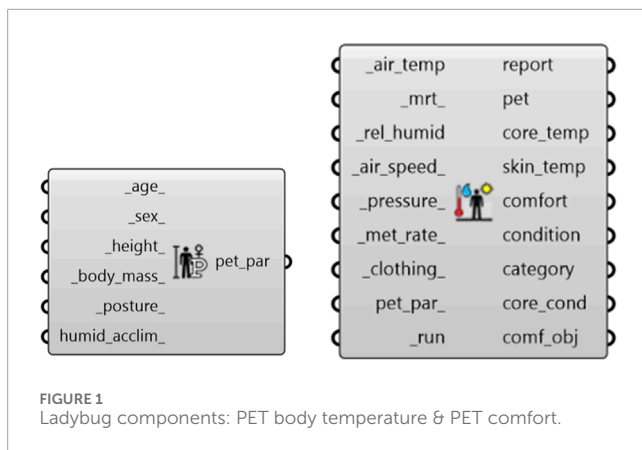 _age_
_sex_
_height_
_body_mass_
_posture_
humid_acclim_
pet_par
_air_temp
_mrt_
_rel_humid
_air_speed_
_pressure_
_met_rate_
_clothing_
pet_par_
_run
report
pet
core_temp
skin_temp
comfort
condition
category
core_cond
comf_obj
FIGURE 1
Ladybug components: PET body temperature & PET comfort.